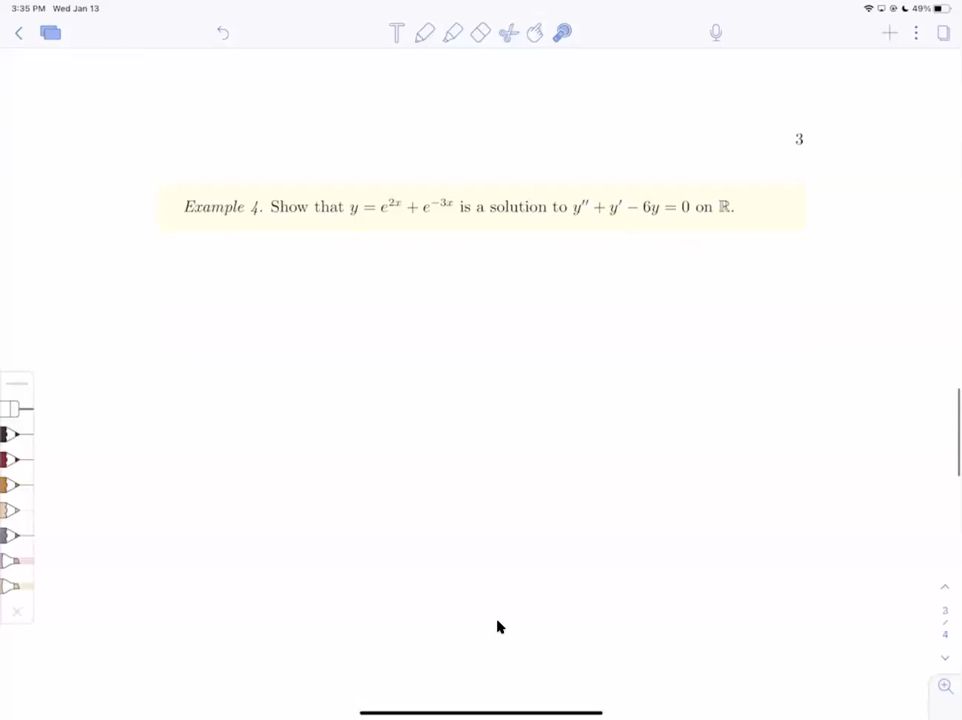 3:35 PM Wed Jan 13
49%
T
3
Example 4. Show that y = e^{2x} + e^{-3x} is a solution to y'' + y' − 6y = 0 on ℝ.
3
/
4